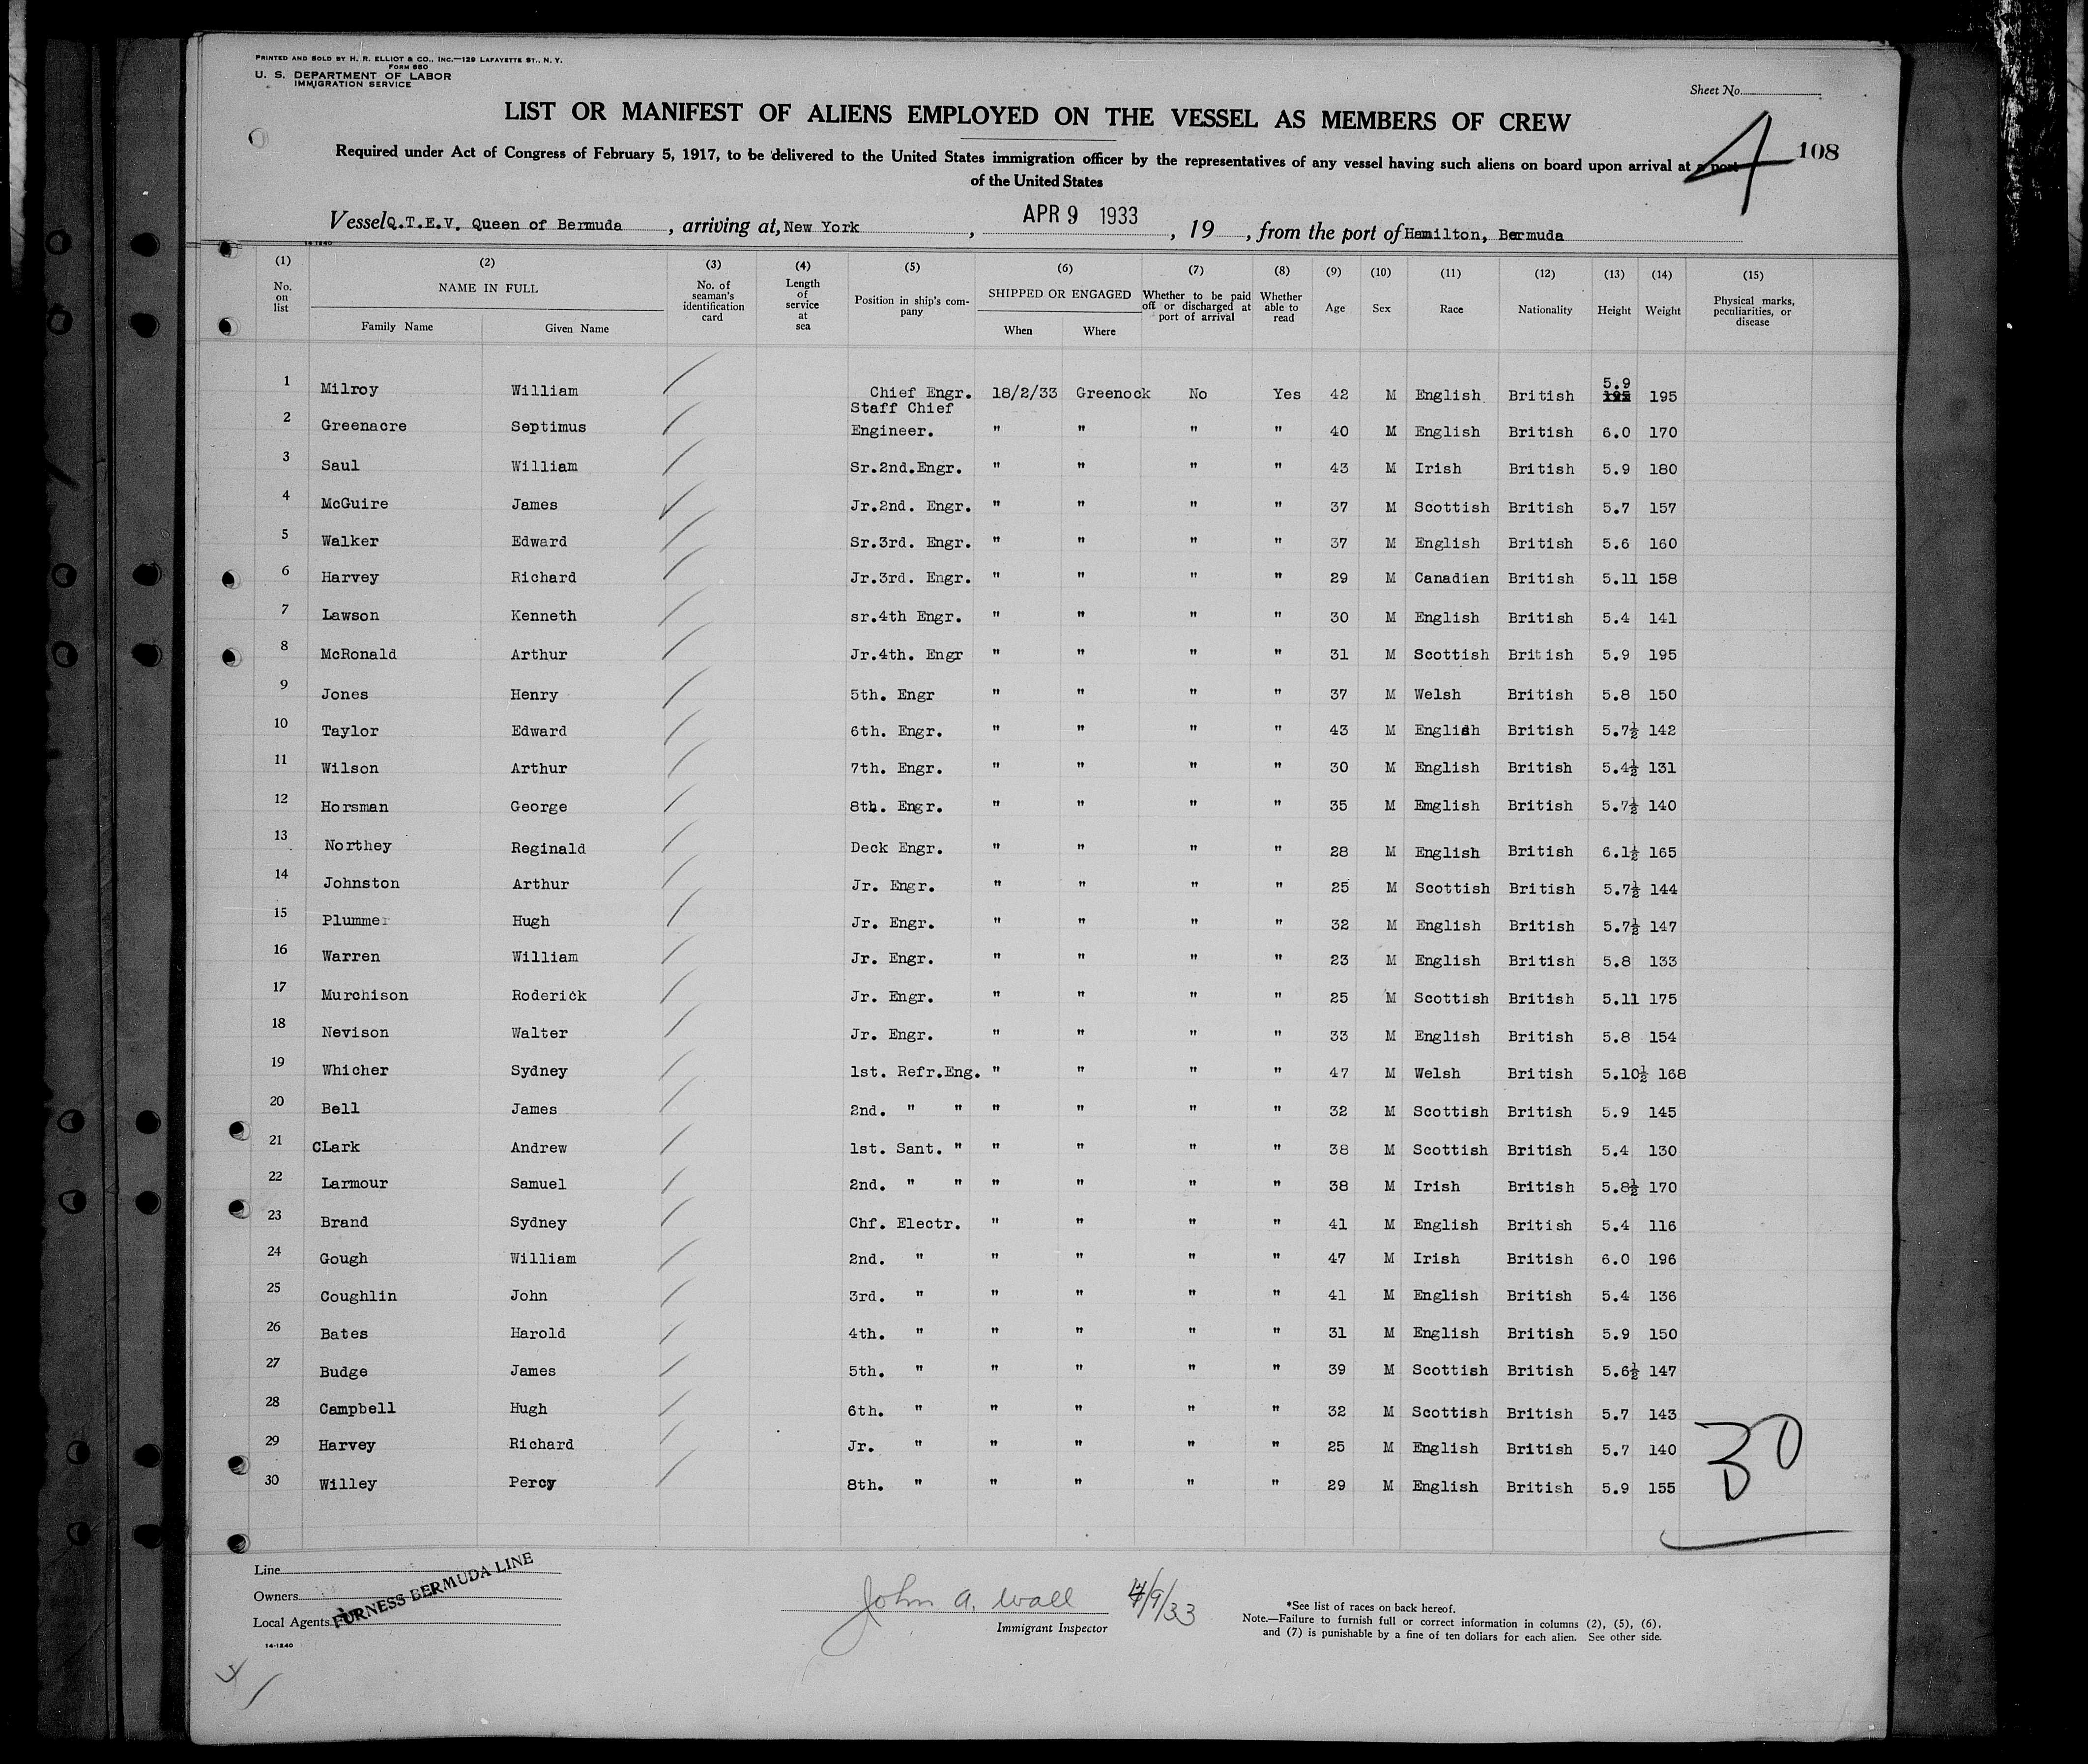 PRINTED AND SOLD BY H. R. ELLIOT & CO., INC.—129 LAFAYETTE ST., N. Y.
FORM 680
U. S. DEPARTMENT OF LABOR
IMMIGRATION SERVICE
Sheet No.
LIST OR MANIFEST OF ALIENS EMPLOYED ON THE VESSEL AS MEMBERS OF CREW
4 108
Required under Act of Congress of February 5, 1917, to be delivered to the United States immigration officer by the representatives of any vessel having such aliens on board upon arrival at a port
of the United States
Vessel Q.T.E.V. Queen of Bermuda , arriving at, New York , APR 9 1933 , 19 , from the port of Hamilton, Bermuda
14-1240
(1) No. on list (2) NAME IN FULL Family Name Given Name (3) No. of seaman's identification card (4) Length of service at sea (5) Position in ship's company (6) SHIPPED OR ENGAGED When Where (7) Whether to be paid off or discharged at port of arrival (8) Whether able to read (9) Age (10) Sex (11) Race (12) Nationality (13) Height (14) Weight (15) Physical marks, peculiarities, or disease
1 Milroy William Chief Engr. 18/2/33 Greenock No Yes 42 M English British 5.9 195 195
2 Greenacre Septimus Staff Chief Engineer. " " " " 40 M English British 6.0 170
3 Saul William Sr.2nd.Engr. " " " " 43 M Irish British 5.9 180
4 McGuire James Jr.2nd. Engr. " " " " 37 M Scottish British 5.7 157
5 Walker Edward Sr.3rd. Engr. " " " " 37 M English British 5.6 160
6 Harvey Richard Jr.3rd. Engr. " " " " 29 M Canadian British 5.11 158
7 Lawson Kenneth sr.4th Engr. " " " " 30 M English British 5.4 141
8 McRonald Arthur Jr.4th. Engr " " " " 31 M Scottish British 5.9 195
9 Jones Henry 5th. Engr " " " " 37 M Welsh British 5.8 150
10 Taylor Edward 6th. Engr. " " " " 43 M English British 5.7½ 142
11 Wilson Arthur 7th. Engr. " " " " 30 M English British 5.4½ 131
12 Horsman George 8th. Engr. " " " " 35 M Emglish British 5.7½ 140
13 Northey Reginald Deck Engr. " " " " 28 M English British 6.1½ 165
14 Johnston Arthur Jr. Engr. " " " " 25 M Scottish British 5.7½ 144
15 Plummer Hugh Jr. Engr. " " " " 32 M English British 5.7½ 147
16 Warren William Jr. Engr. " " " " 23 M English British 5.8 133
17 Murchison Roderick Jr. Engr. " " " " 25 M Scottish British 5.11 175
18 Nevison Walter Jr. Engr. " " " " 33 M English British 5.8 154
19 Whicher Sydney 1st. Refr.Eng. " " " " 47 M Welsh British 5.10½ 168
20 Bell James 2nd. " " " " " " 32 M Scottish British 5.9 145
21 CLark Andrew 1st. Sant. " " " " " 38 M Scottish British 5.4 130
22 Larmour Samuel 2nd. " " " " " " 38 M Irish British 5.8½ 170
23 Brand Sydney Chf. Electr. " " " " 41 M English British 5.4 116
24 Gough William 2nd. " " " " " 47 M Irish British 6.0 196
25 Coughlin John 3rd. " " " " " 41 M English British 5.4 136
26 Bates Harold 4th. " " " " " 31 M English British 5.9 150
27 Budge James 5th. " " " " " 39 M Scottish British 5.6½ 147
28 Campbell Hugh 6th. " " " " " 32 M Scottish British 5.7 143
29 Harvey Richard Jr. " " " " " 25 M English British 5.7 140
30 Willey Percy 8th. " " " " " 29 M English British 5.9 155
30
Line
Owners
Local Agents
FURNESS BERMUDA LINE
14-1240
John A. Wall 4/9/33
Immigrant Inspector
*See list of races on back hereof.
Note.—Failure to furnish full or correct information in columns (2), (5), (6),
and (7) is punishable by a fine of ten dollars for each alien. See other side.